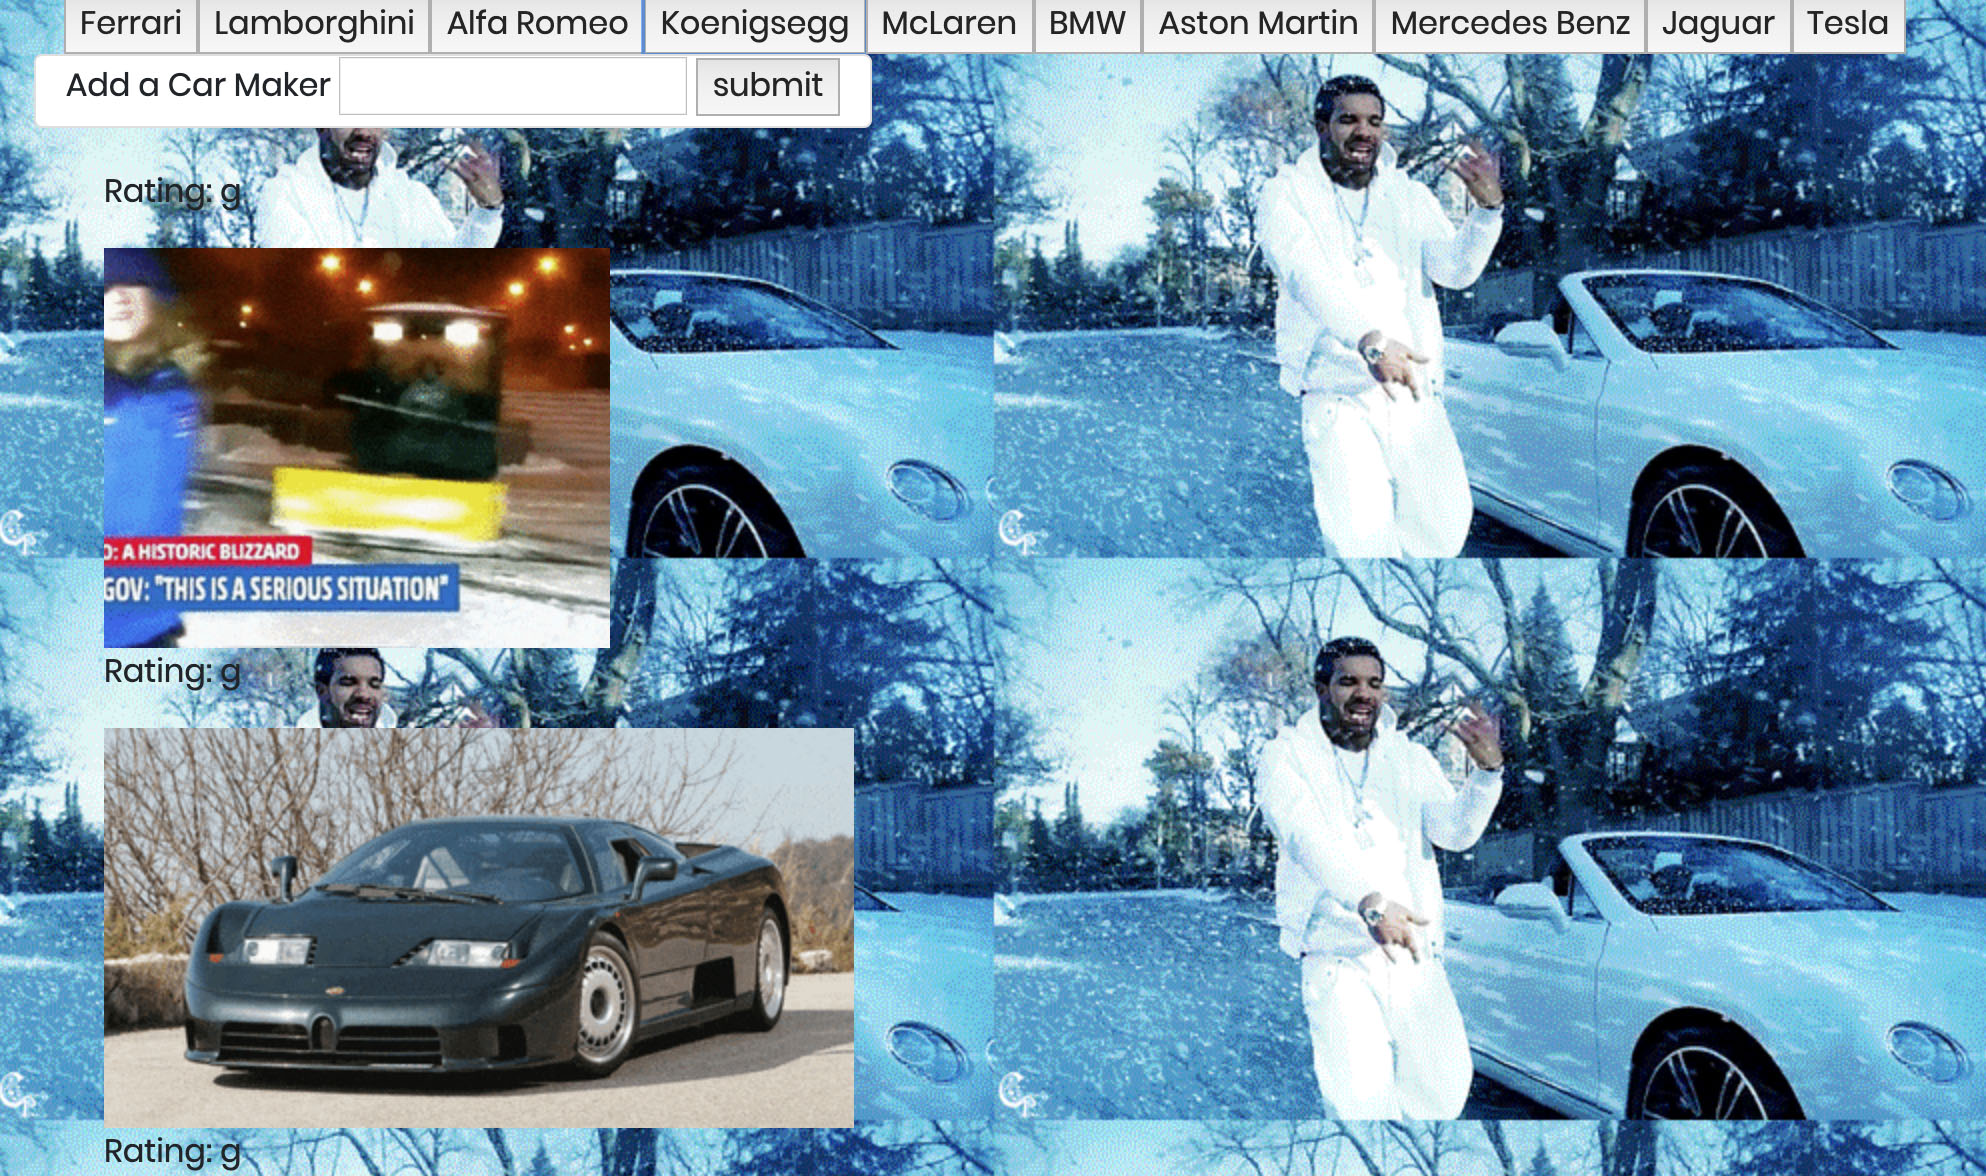 Ferrari Lamborghini Alfa Romeo Koenigsegg McLaren BMW Aston Martin Mercedes Benz Jaguar Tesla
Add a Car Maker submit
Rating: g
O: A HISTORIC BLIZZARD
GOV: "THIS IS A SERIOUS SITUATION"
Rating: g
Rating: g